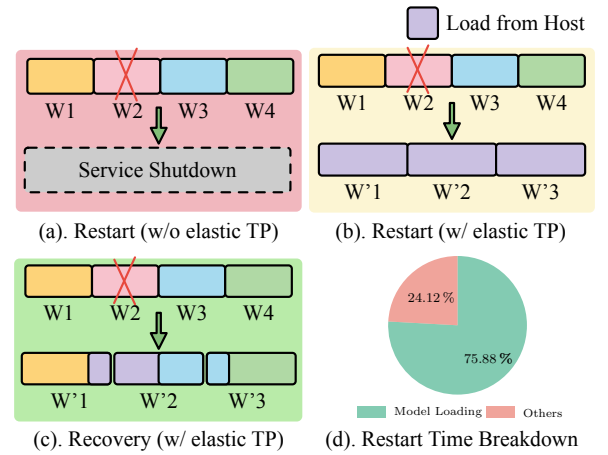 Load from Host
W1 W2 W3 W4
Service Shutdown
(a). Restart (w/o elastic TP)
W1 W2 W3 W4
W'1 W'2 W'3
(b). Restart (w/ elastic TP)
W1 W2 W3 W4
W'1 W'2 W'3
(c). Recovery (w/ elastic TP)
24.12 %
75.88 %
Model Loading Others
(d). Restart Time Breakdown